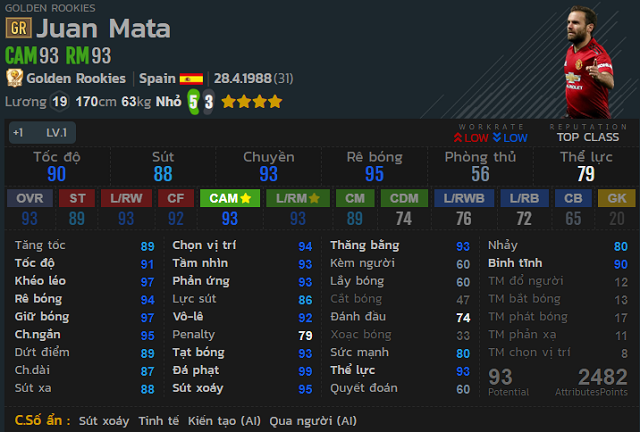 GOLDEN ROOKIES
GR Juan Mata
CAM 93 RM 93
Golden Rookies Spain 28.4.1988 (31)
Lương 19 170cm 63kg Nhỏ 5 3
+1 LV.1
WORKRATE REPUTATION
LOW LOW TOP CLASS
Tốc độ Sút Chuyền Rê bóng Phòng thủ Thể lực
90 88 93 95 56 79
OVR ST L/RW CF CAM L/RM CM CDM L/RWB L/RB CB GK
93 89 93 92 93 93 89 74 76 72 65 20
Tăng tốc 89 Chọn vị trí 94 Thăng bằng 93 Nhảy 80
Tốc độ 91 Tầm nhìn 93 Kèm người 60 Bình tĩnh 90
Khéo léo 97 Phản ứng 93 Lấy bóng 60 TM đổ người 12
Rê bóng 94 Lực sút 86 Cắt bóng 47 TM bắt bóng 13
Giữ bóng 97 Vô-lê 92 Đánh đầu 74 TM phát bóng 17
Ch.ngắn 95 Penalty 79 Xoạc bóng 33 TM phản xạ 11
Dứt điểm 89 Tạt bóng 93 Sức mạnh 80 TM chọn vị trí 8
Ch.dài 87 Đá phạt 99 Thể lực 93 93 2482
Sút xa 88 Sút xoáy 95 Quyết đoán 60 Potential AttributesPoints
C.Số ẩn : Sút xoáy Tinh tế Kiến tạo (AI) Qua người (AI)